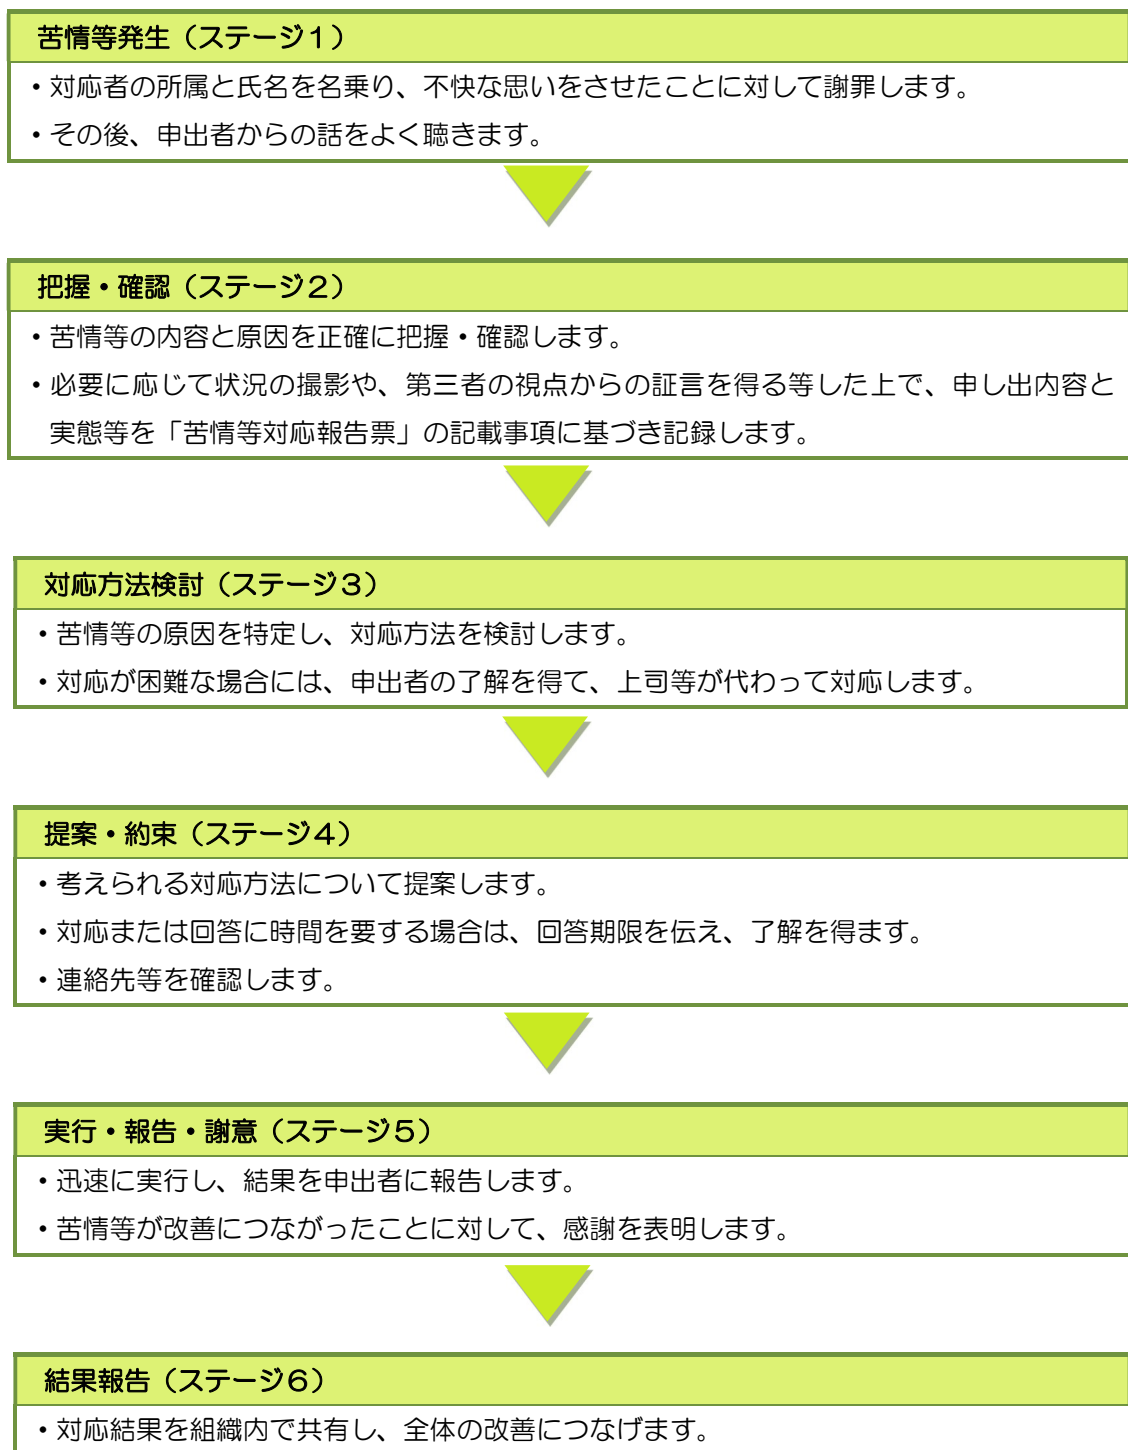 苦情等発生（ステージ１）
・対応者の所属と氏名を名乗り、不快な思いをさせたことに対して謝罪します。
・その後、申出者からの話をよく聴きます。
把握・確認（ステージ２）
・苦情等の内容と原因を正確に把握・確認します。
・必要に応じて状況の撮影や、第三者の視点からの証言を得る等した上で、申し出内容と
実態等を「苦情等対応報告票」の記載事項に基づき記録します。
対応方法検討（ステージ３）
・苦情等の原因を特定し、対応方法を検討します。
・対応が困難な場合には、申出者の了解を得て、上司等が代わって対応します。
提案・約束（ステージ４）
・考えられる対応方法について提案します。
・対応または回答に時間を要する場合は、回答期限を伝え、了解を得ます。
・連絡先等を確認します。
実行・報告・謝意（ステージ５）
・迅速に実行し、結果を申出者に報告します。
・苦情等が改善につながったことに対して、感謝を表明します。
結果報告（ステージ６）
・対応結果を組織内で共有し、全体の改善につなげます。